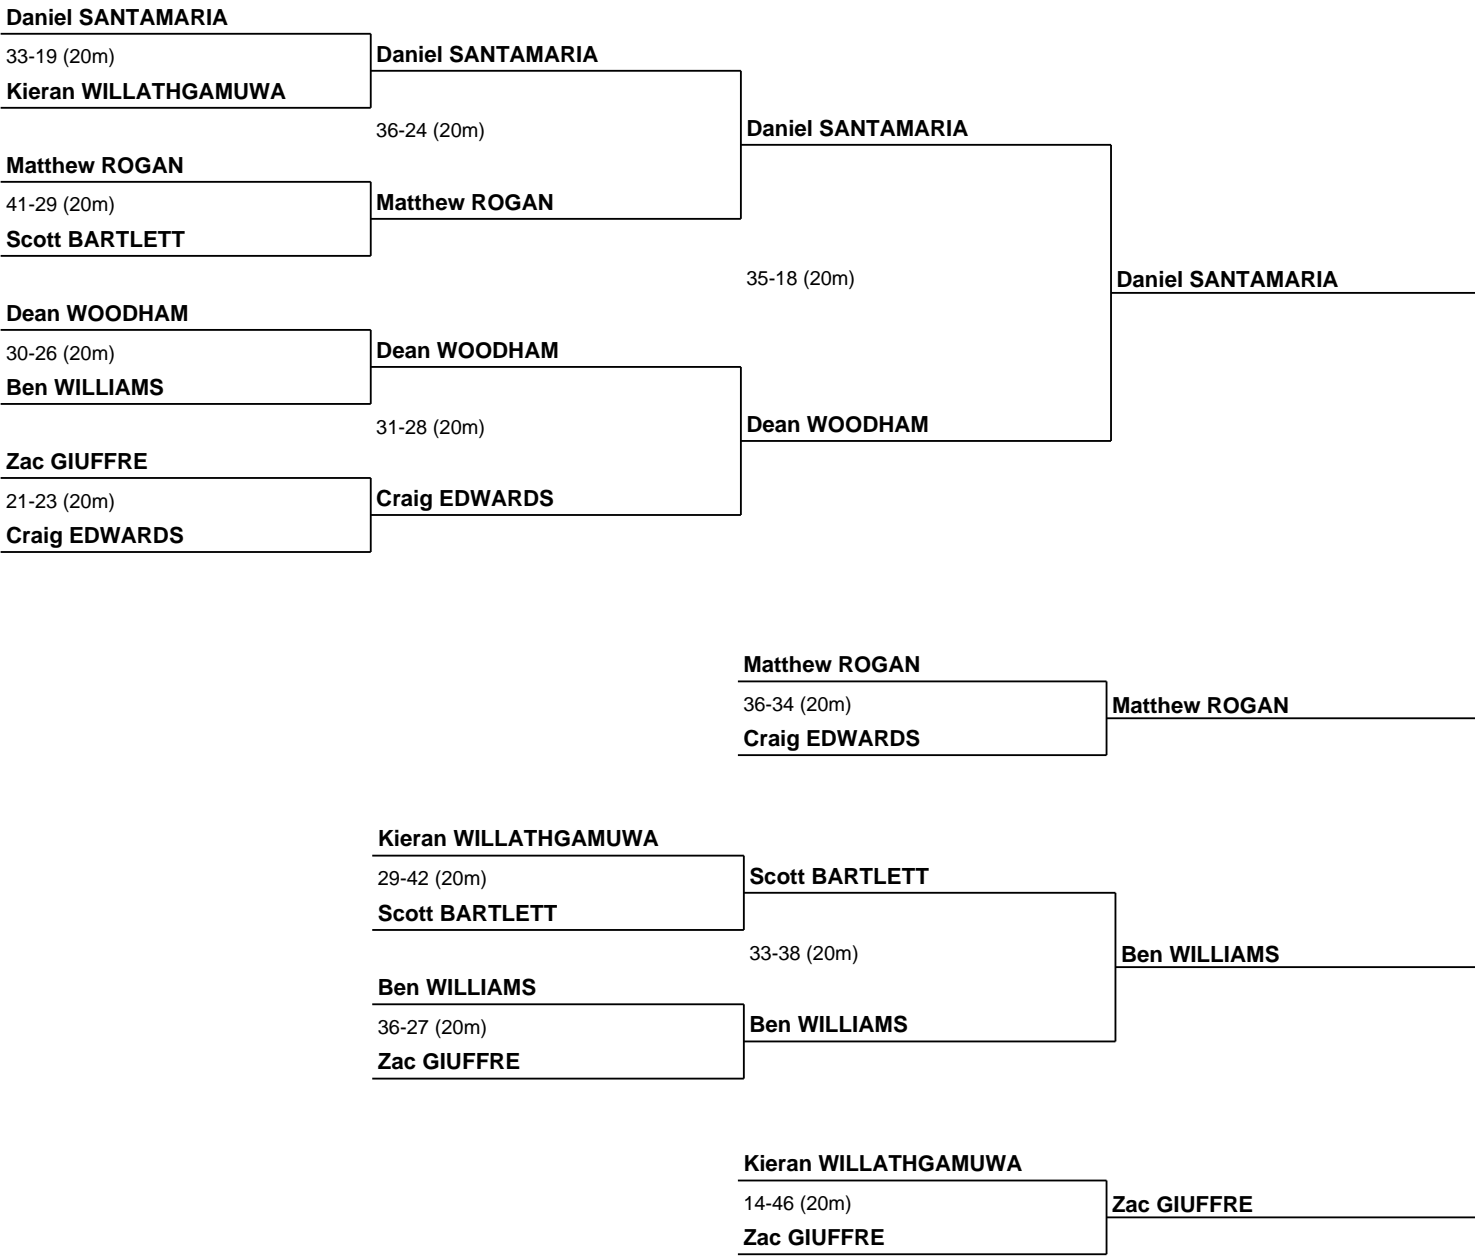 Daniel SANTAMARIA
33-19 (20m)
Daniel SANTAMARIA
Kieran WILLATHGAMUWA
36-24 (20m)
Daniel SANTAMARIA
Matthew ROGAN
41-29 (20m)
Matthew ROGAN
Scott BARTLETT
35-18 (20m)
Daniel SANTAMARIA
Dean WOODHAM
30-26 (20m)
Dean WOODHAM
Ben WILLIAMS
31-28 (20m)
Dean WOODHAM
Zac GIUFFRE
21-23 (20m)
Craig EDWARDS
Craig EDWARDS
Matthew ROGAN
36-34 (20m)
Matthew ROGAN
Craig EDWARDS
Kieran WILLATHGAMUWA
29-42 (20m)
Scott BARTLETT
Scott BARTLETT
33-38 (20m)
Ben WILLIAMS
Ben WILLIAMS
36-27 (20m)
Ben WILLIAMS
Zac GIUFFRE
Kieran WILLATHGAMUWA
14-46 (20m)
Zac GIUFFRE
Zac GIUFFRE